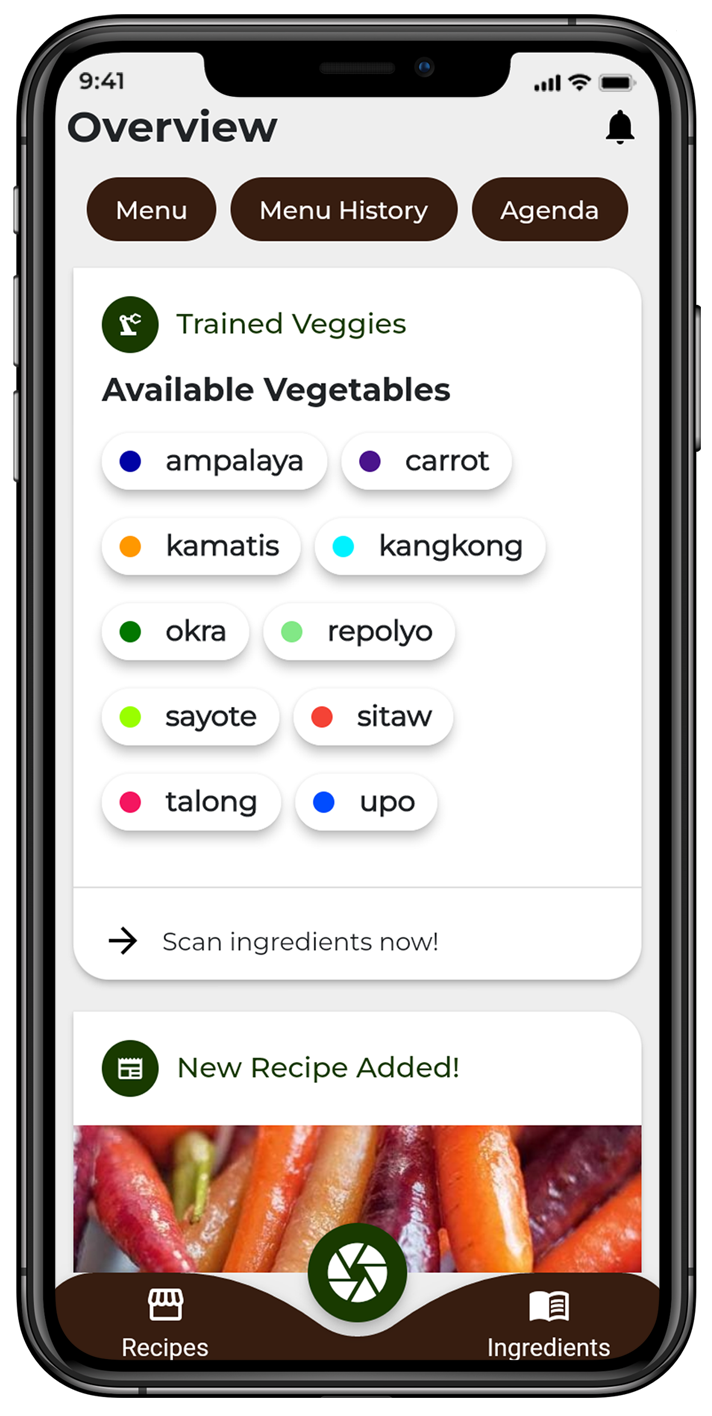 9:41
Overview
Menu Menu History Agenda
Trained Veggies
Available Vegetables
ampalaya carrot
kamatis kangkong
okra repolyo
sayote sitaw
talong upo
Scan ingredients now!
New Recipe Added!
Recipes Ingredients